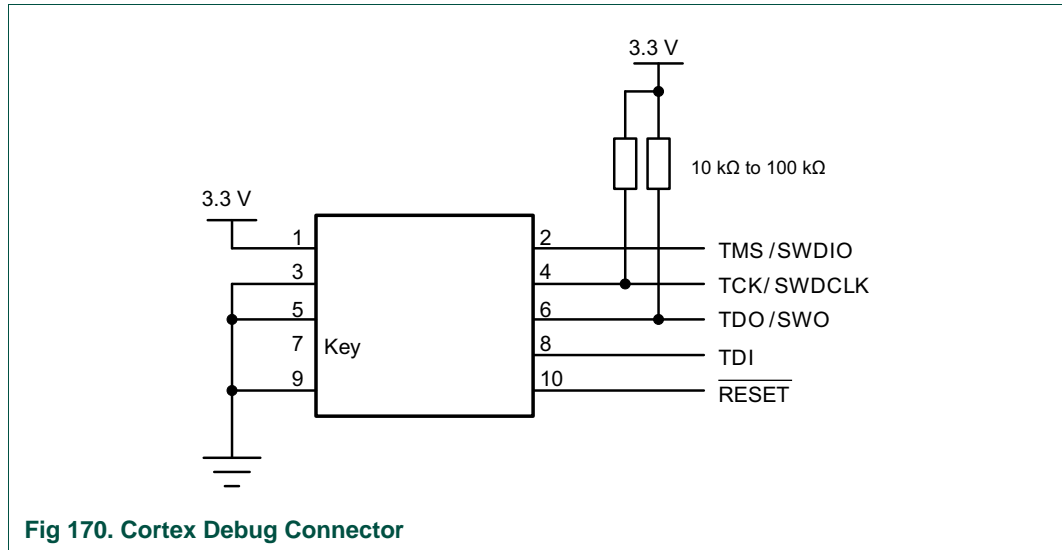 3.3 V
10 kΩ to 100 kΩ
3.3 V
1
2
TMS /SWDIO
3
4
TCK/ SWDCLK
5
6
TDO /SWO
7
Key
8
TDI
9
10
RESET
Fig 170. Cortex Debug Connector